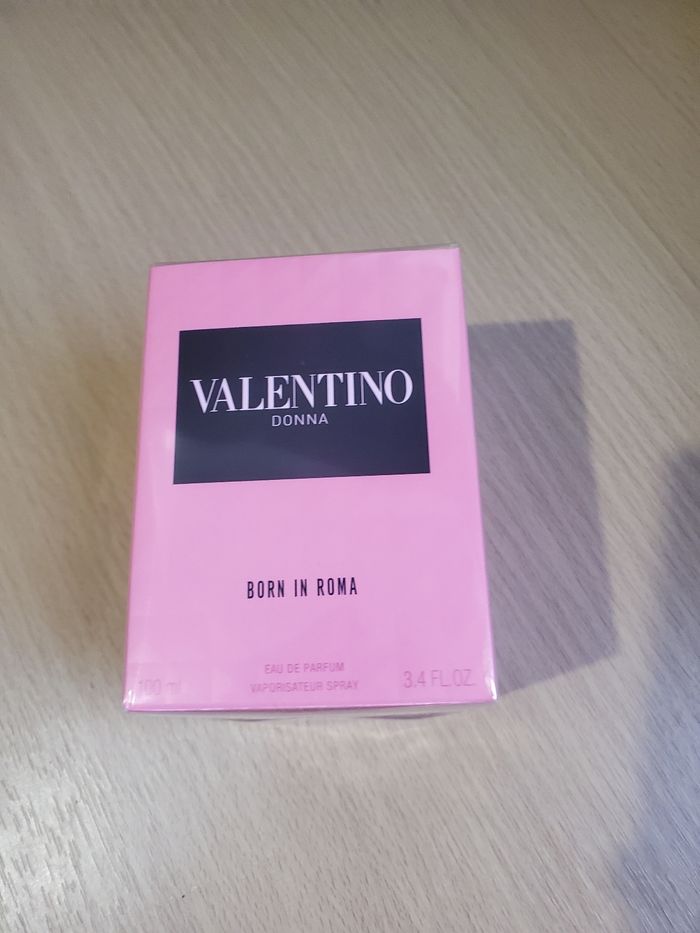 VALENTINO
DONNA
BORN IN ROMA
EAU DE PARFUM
100 ml VAPORISATEUR SPRAY 3.4 FL.OZ.